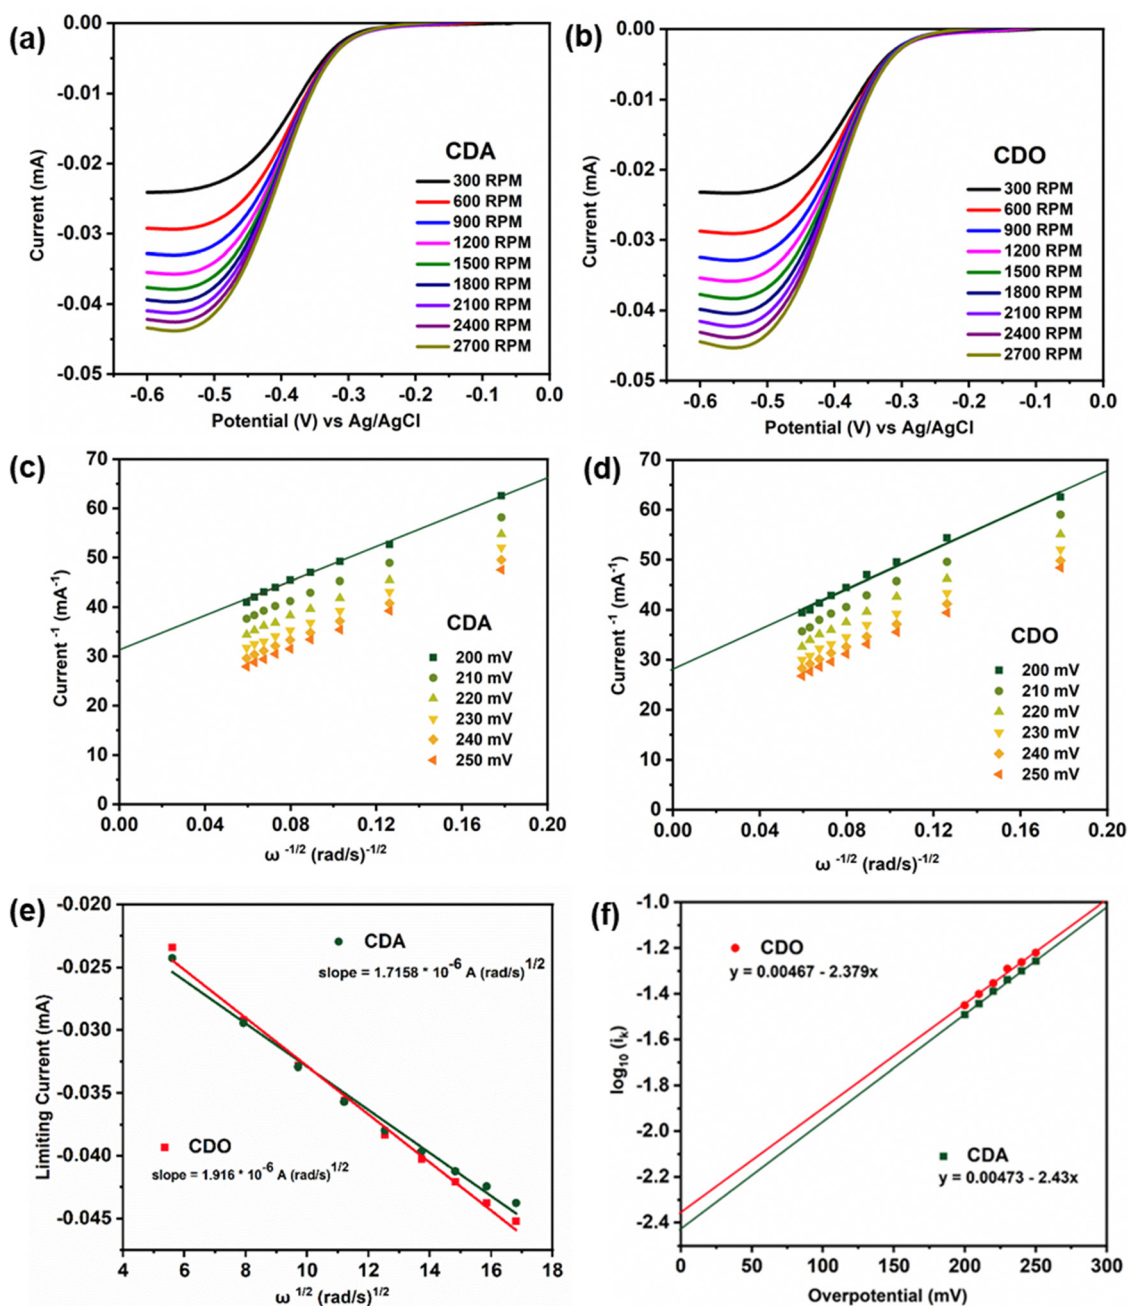 (a)
0.00
-0.01
-0.02
-0.03
-0.04
-0.05
Current (mA)
CDA
300 RPM
600 RPM
900 RPM
1200 RPM
1500 RPM
1800 RPM
2100 RPM
2400 RPM
2700 RPM
-0.6 -0.5 -0.4 -0.3 -0.2 -0.1 0.0
Potential (V) vs Ag/AgCl
(b)
0.00
-0.01
-0.02
-0.03
-0.04
-0.05
Current (mA)
CDO
300 RPM
600 RPM
900 RPM
1200 RPM
1500 RPM
1800 RPM
2100 RPM
2400 RPM
2700 RPM
-0.6 -0.5 -0.4 -0.3 -0.2 -0.1 0.0
Potential (V) vs Ag/AgCl
(c)
70
60
50
40
30
20
10
0
Current ⁻¹ (mA⁻¹)
CDA
200 mV
210 mV
220 mV
230 mV
240 mV
250 mV
0.00 0.04 0.08 0.12 0.16 0.20
ω ⁻¹/² (rad/s)⁻¹/²
(d)
70
60
50
40
30
20
10
0
Current ⁻¹ (mA⁻¹)
CDO
200 mV
210 mV
220 mV
230 mV
240 mV
250 mV
0.00 0.04 0.08 0.12 0.16 0.20
ω ⁻¹/² (rad/s)⁻¹/²
(e)
-0.020
-0.025
-0.030
-0.035
-0.040
-0.045
Limiting Current (mA)
CDA
slope = 1.7158 * 10⁻⁶ A (rad/s)¹/²
CDO
slope = 1.916 * 10⁻⁶ A (rad/s)¹/²
4 6 8 10 12 14 16 18
ω ¹/² (rad/s)¹/²
(f)
-1.0
-1.2
-1.4
-1.6
-1.8
-2.0
-2.2
-2.4
log₁₀ (iₖ)
CDO
y = 0.00467 - 2.379x
CDA
y = 0.00473 - 2.43x
0 50 100 150 200 250 300
Overpotential (mV)